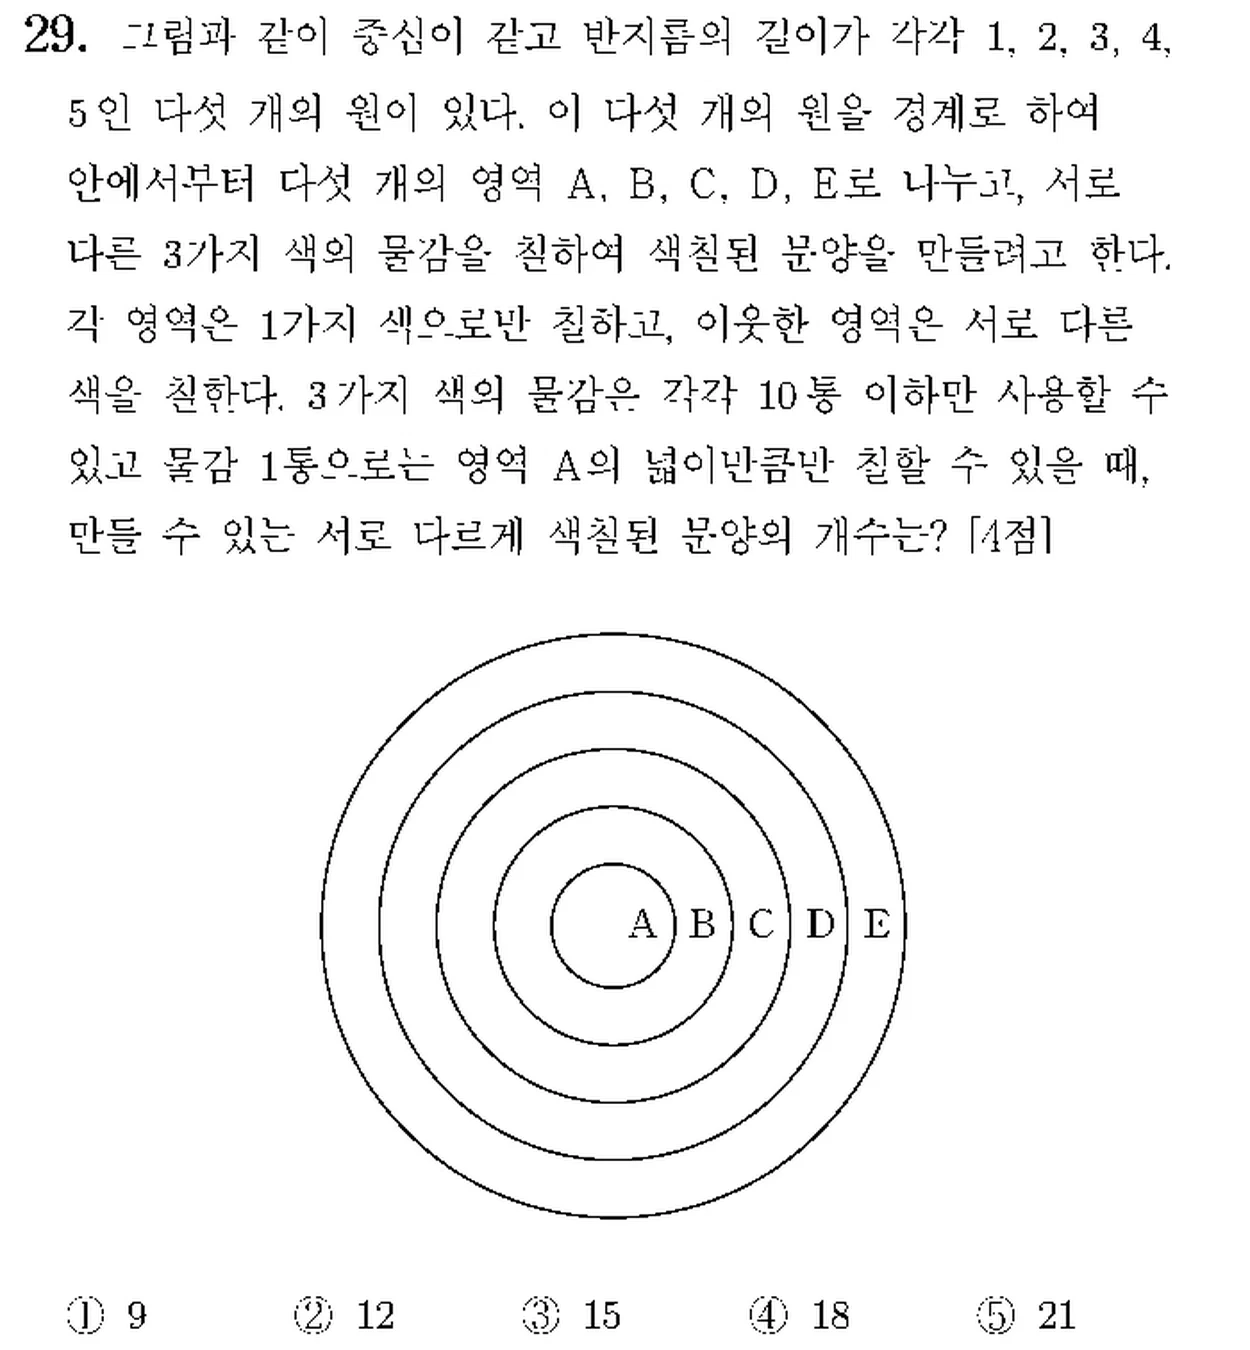 29. 그림과 같이 중심이 같고 반지름의 길이가 각각 1, 2, 3, 4,
5인 다섯 개의 원이 있다. 이 다섯 개의 원을 경계로 하여
안에서부터 다섯 개의 영역 A, B, C, D, E로 나누고, 서로
다른 3가지 색의 물감을 칠하여 색칠된 문양을 만들려고 한다.
각 영역은 1가지 색으로만 칠하고, 이웃한 영역은 서로 다른
색을 칠한다. 3가지 색의 물감은 각각 10통 이하만 사용할 수
있고 물감 1통으로는 영역 A의 넓이만큼만 칠할 수 있을 때,
만들 수 있는 서로 다르게 색칠된 문양의 개수는? [4점]
A B C D E
① 9 ② 12 ③ 15 ④ 18 ⑤ 21